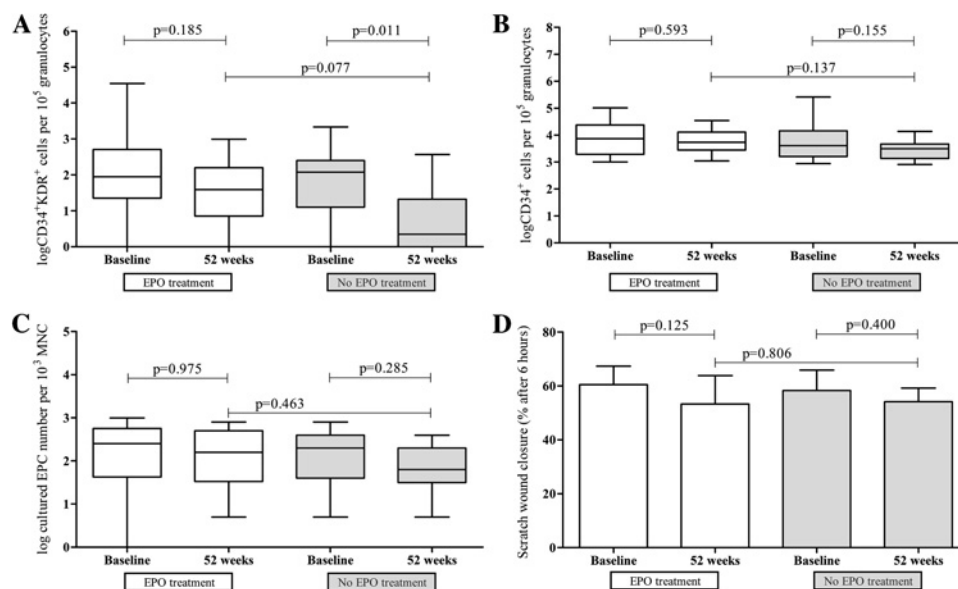 A
logCD34+KDR+ cells per 10^5 granulocytes
6
5
4
3
2
1
0
p=0.185
p=0.011
p=0.077
Baseline
52 weeks
Baseline
52 weeks
EPO treatment
No EPO treatment
B
logCD34+ cells per 10^5 granulocytes
8
7
6
5
4
3
2
1
0
p=0.593
p=0.155
p=0.137
Baseline
52 weeks
Baseline
52 weeks
EPO treatment
No EPO treatment
C
log cultured EPC number per 10^3 MNC
5
4
3
2
1
0
p=0.975
p=0.285
p=0.463
Baseline
52 weeks
Baseline
52 weeks
EPO treatment
No EPO treatment
D
Scratch wound closure (% after 6 hours)
80
60
40
20
0
p=0.125
p=0.400
p=0.806
Baseline
52 weeks
Baseline
52 weeks
EPO treatment
No EPO treatment